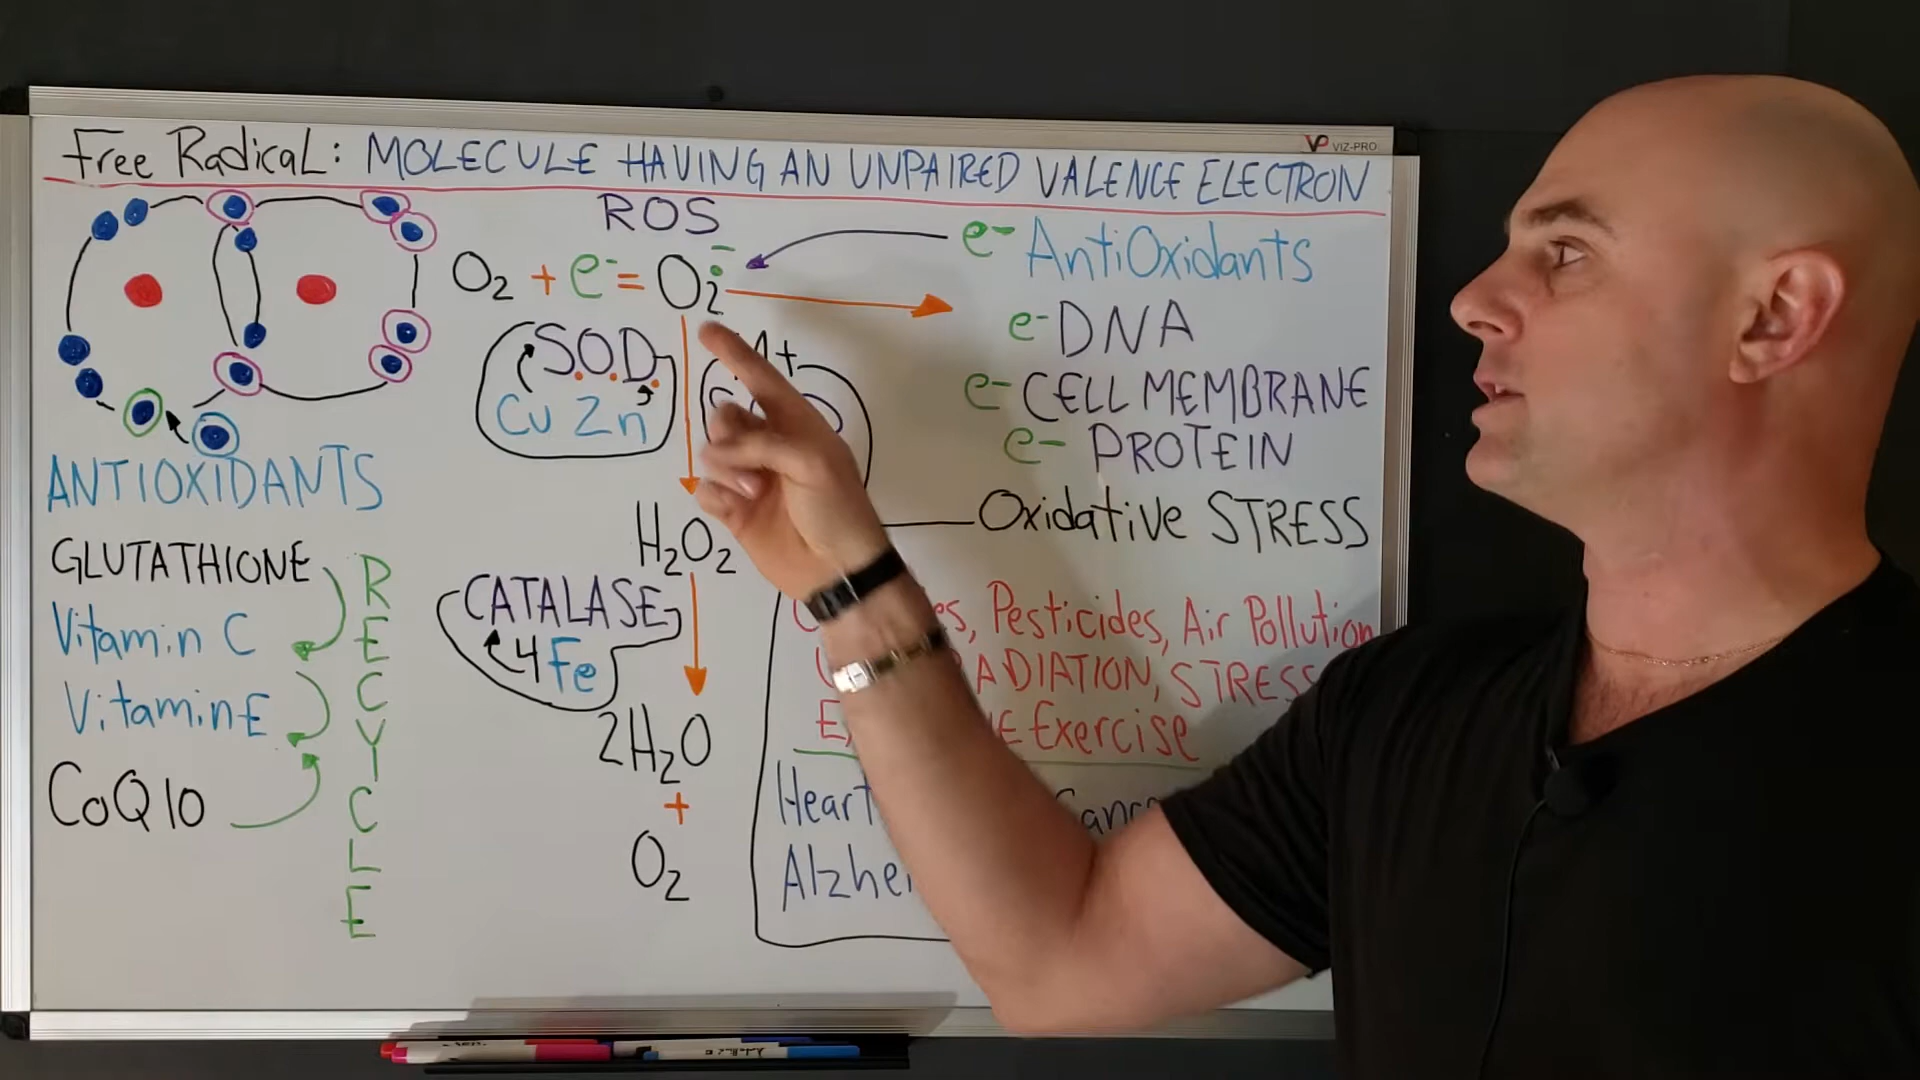 VP VIZ-PRO
Free Radical: MOLECULE HAVING AN UNPAIRED VALENCE ELECTRON
ROS
O2 + e- = O2•-
S.O.D.
Cu Zn
H2O2
CATALASE
4 Fe
2H2O
+
O2
ANTIOXIDANTS
GLUTATHIONE
Vitamin C
Vitamin E
CoQ10
RECYCLE
e- AntiOxidants
e- DNA
e- CELL MEMBRANE
e- PROTEIN
Oxidative STRESS
Pesticides, Air Pollution
RADIATION, STRESS
Exercise
Heart